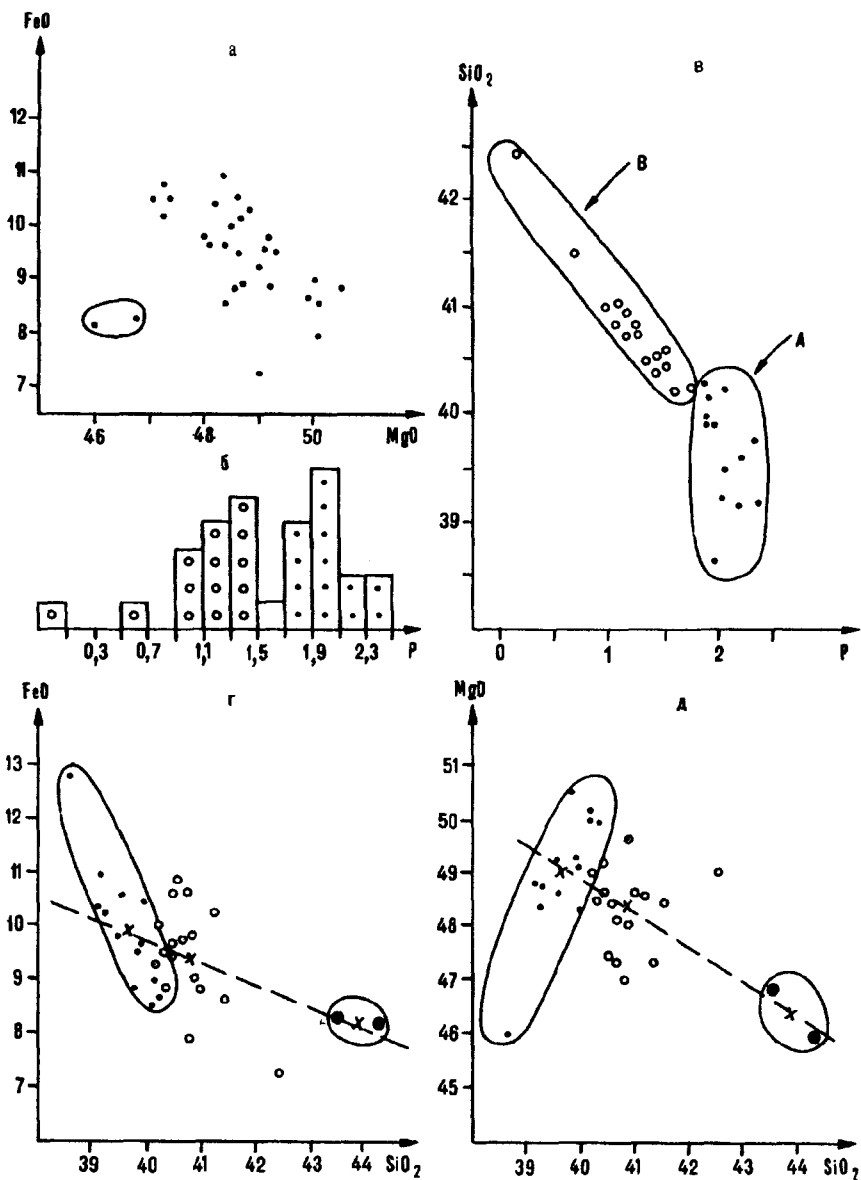 FeO
а
12
11
10
9
8
7
46 48 50 MgO
SiO₂
В
B
A
42
41
40
39
0 1 2 P
б
0,3 0,7 1,1 1,5 1,9 2,3 P
FeO
г
13
12
11
10
9
8
7
39 40 41 43 44 SiO₂
MgO
Д
51
50
49
48
47
46
45
39 40 41 42 43 44 SiO₂